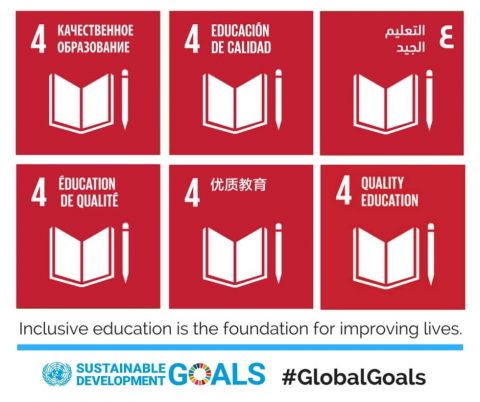 4 КАЧЕСТВЕННОЕ
ОБРАЗОВАНИЕ
4 EDUCACIÓN
DE CALIDAD
٤ التعليم
الجيد
4 ÉDUCATION
DE QUALITÉ
4 优质教育
4 QUALITY
EDUCATION
Inclusive education is the foundation for improving lives.
SUSTAINABLE
DEVELOPMENT GOALS
#GlobalGoals